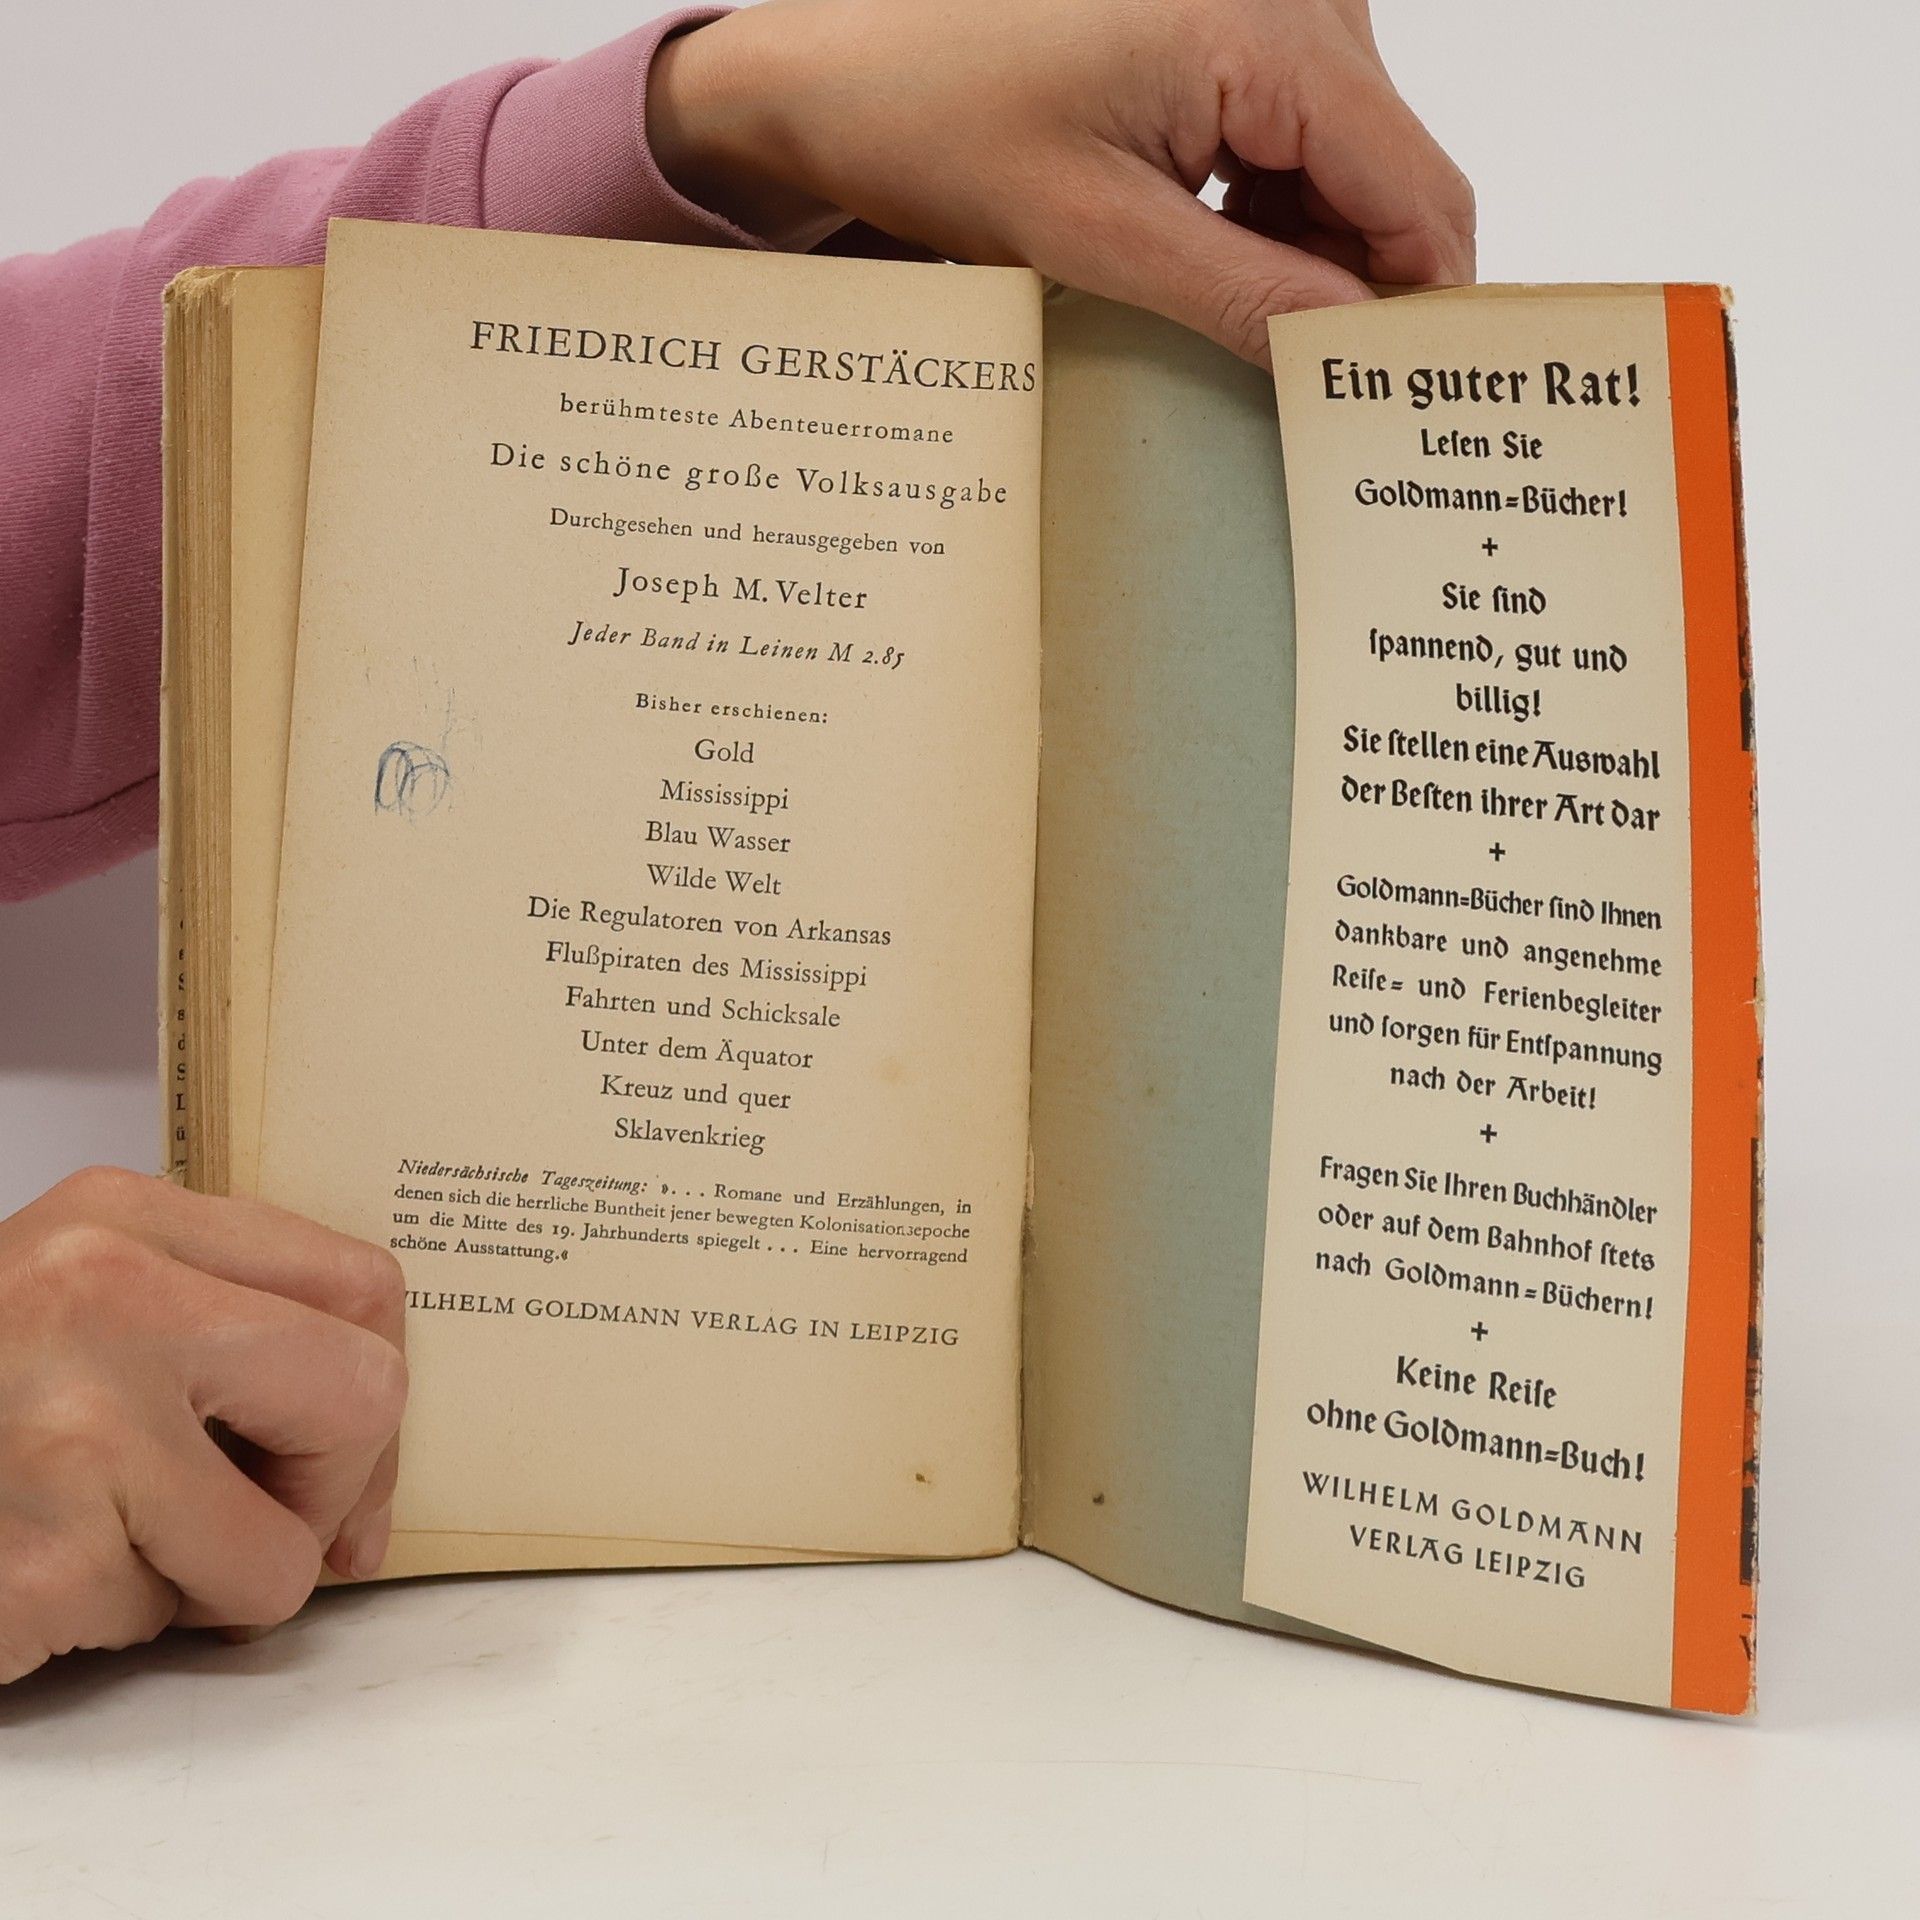 FRIEDRICH GERSTÄCKERS
berühmteste Abenteuerromane
Die schöne große Volksausgabe
Durchgesehen und herausgegeben von
Joseph M. Velter
Jeder Band in Leinen M 2.85
Bisher erschienen:
Gold
Mississippi
Blau Wasser
Wilde Welt
Die Regulatoren von Arkansas
Flußpiraten des Mississippi
Fahrten und Schicksale
Unter dem Äquator
Kreuz und quer
Sklavenkrieg
Niedersächsische Tageszeitung: »... Romane und Erzählungen, in
denen sich die herrliche Buntheit jener bewegten Kolonisationsepoche
um die Mitte des 19. Jahrhunderts spiegelt ... Eine hervorragend
schöne Ausstattung.«
WILHELM GOLDMANN VERLAG IN LEIPZIG
Ein guter Rat!
Leſen Sie
Goldmann=Bücher!
+
Sie ſind
ſpannend, gut und
billig!
Sie ſtellen eine Auswahl
der Beſten ihrer Art dar
+
Goldmann=Bücher ſind Ihnen
dankbare und angenehme
Reiſe= und Ferienbegleiter
und ſorgen für Entſpannung
nach der Arbeit!
+
Fragen Sie Ihren Buchhändler
oder auf dem Bahnhof ſtets
nach Goldmann=Büchern!
+
Keine Reiſe
ohne Goldmann=Buch!
WILHELM GOLDMANN
VERLAG LEIPZIG